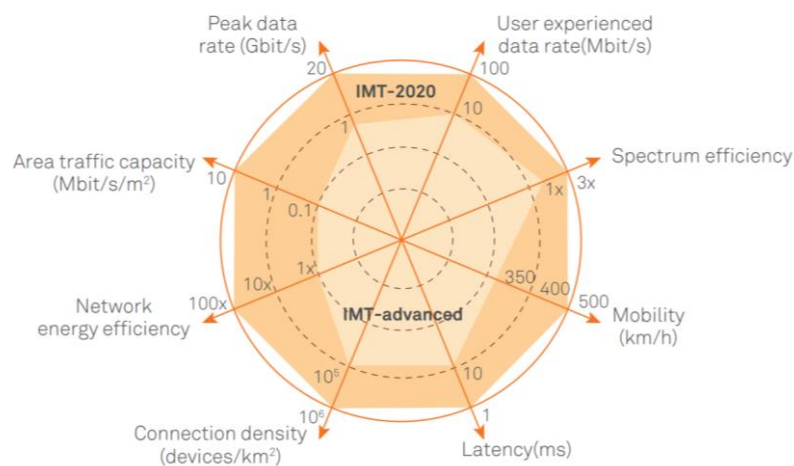 Peak data
rate (Gbit/s)
User experienced
data rate(Mbit/s)
20
100
IMT-2020
1
10
Area traffic capacity
(Mbit/s/m²)
10
1
0.1
Spectrum efficiency
1x
3x
Network
energy efficiency
100x
10x
1x
350
400
500
Mobility
(km/h)
IMT-advanced
10⁵
10⁶
10
1
Connection density
(devices/km²)
Latency(ms)